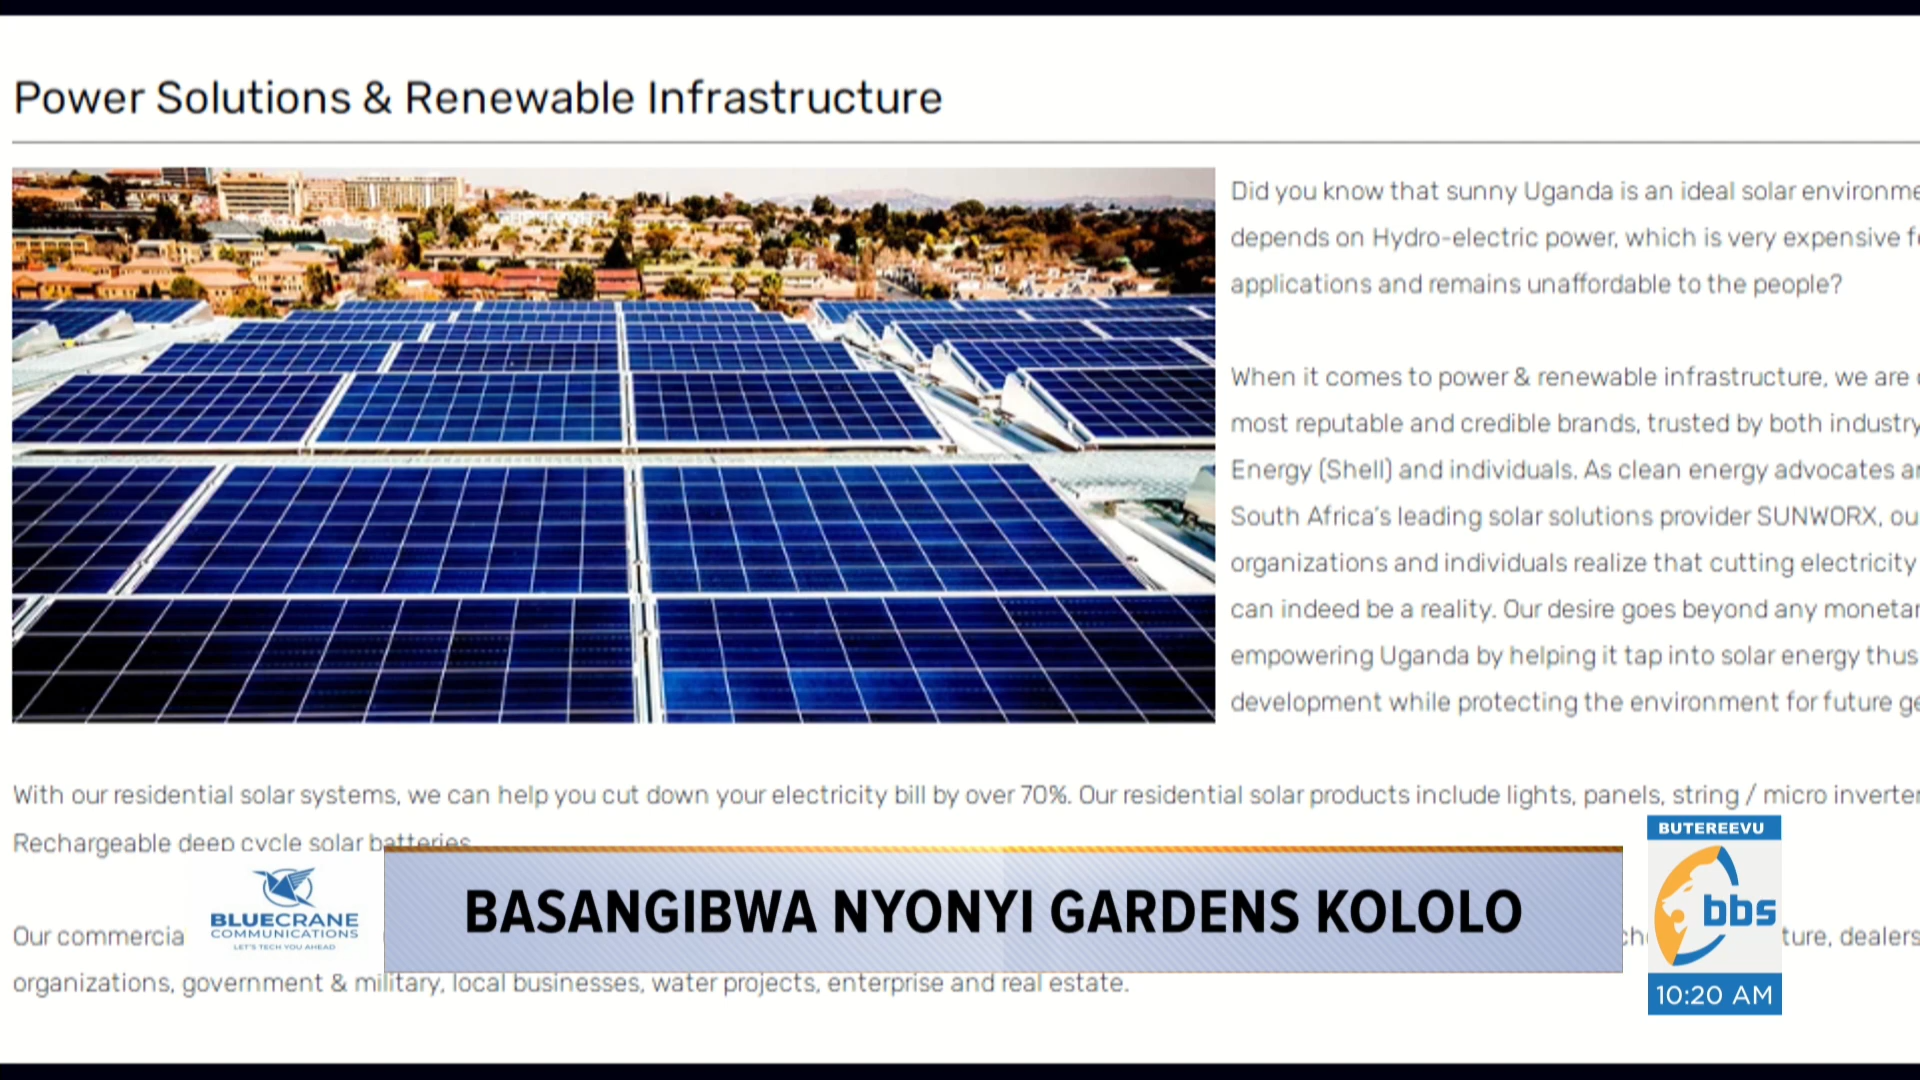 Power Solutions & Renewable Infrastructure
Did you know that sunny Uganda is an ideal solar
depends on Hydro-electric power, which is very expensive
applications and remains unaffordable to the people?
When it comes to power & renewable infrastructure, we are
most reputable and credible brands, trusted by both industry
Energy (Shell) and individuals. As clean energy advocates
South Africa's leading solar solutions provider SUNWORX,
organizations and individuals realize that cutting electricity
can indeed be a reality. Our desire goes beyond any
empowering Uganda by helping it tap into solar energy thus
development while protecting the environment for future
With our residential solar systems, we can help you cut down your electricity bill by over 70%. Our residential solar products include lights, panels, string / micro
Rechargeable deep cycle solar batteries
Our
dealers
organizations, government & military, local businesses, water projects, enterprise and real estate.
BLUECRANE
COMMUNICATIONS
LET'S TECH YOU AHEAD
BASANGIBWA NYONYI GARDENS KOLOLO
BUTEREEVU
bbs
10:20 AM